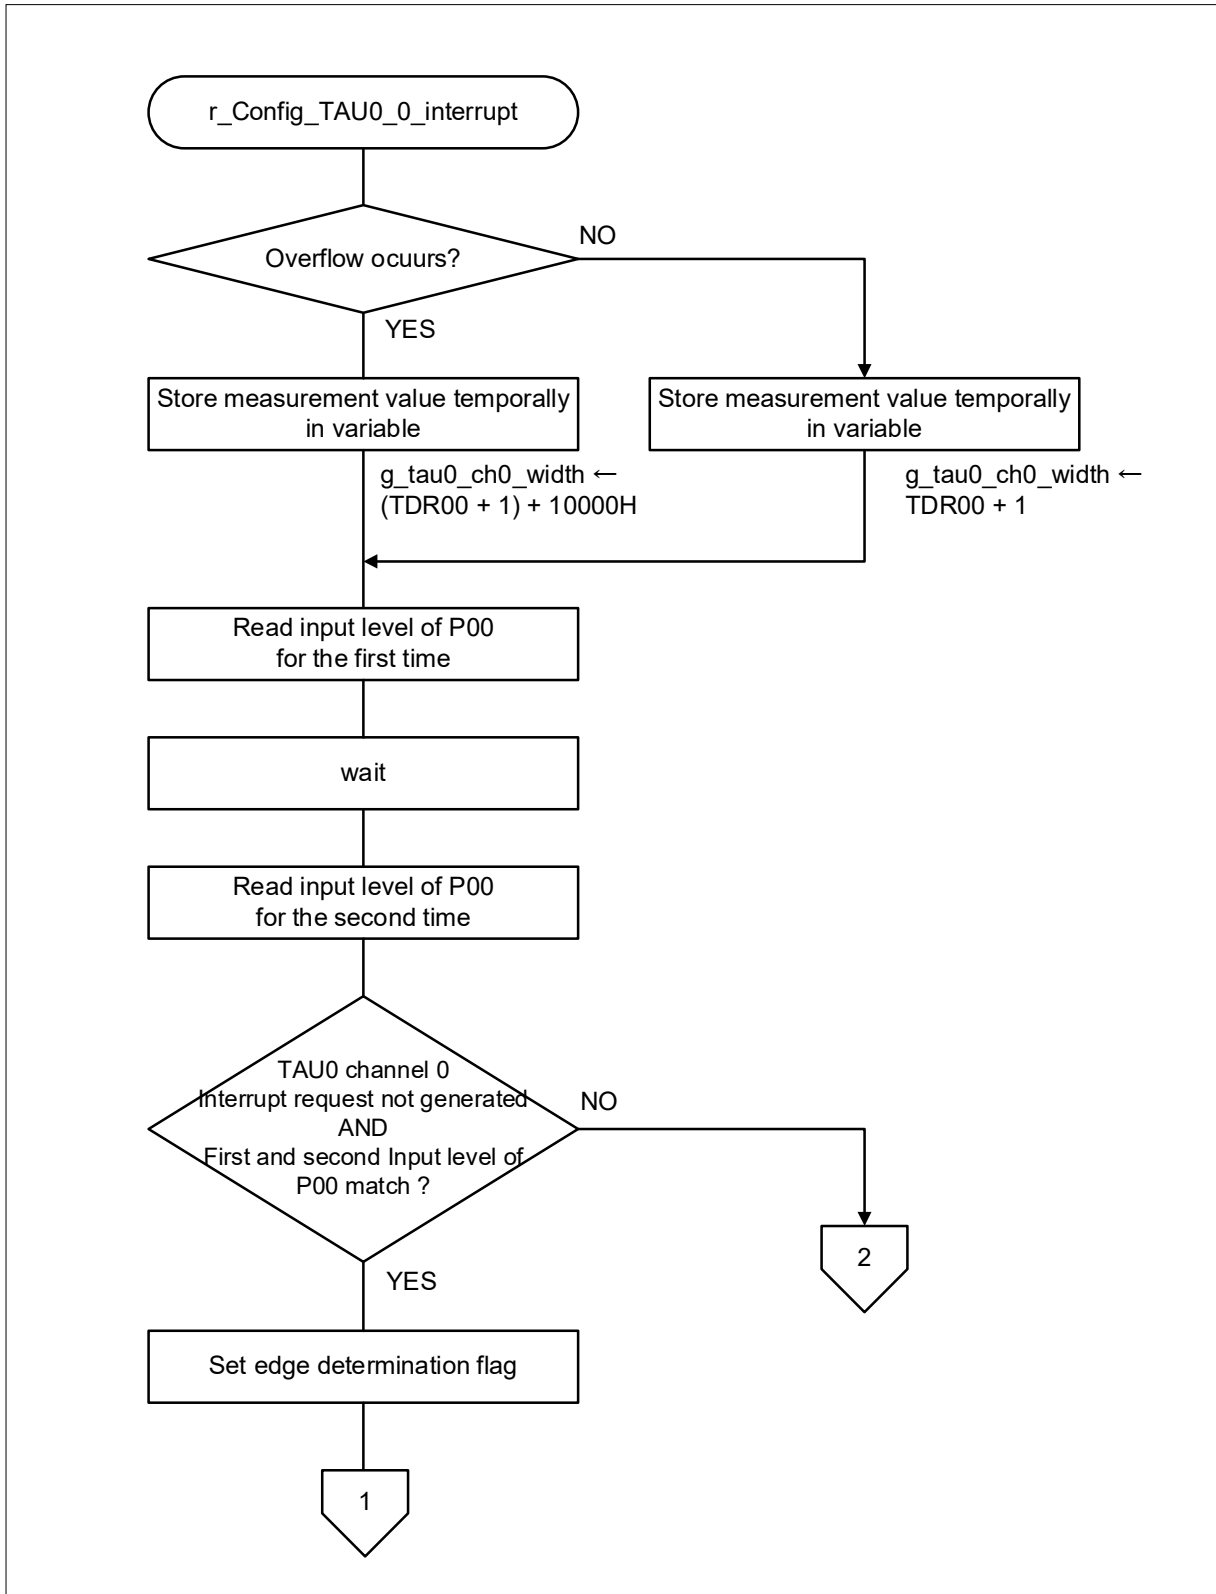 r_Config_TAU0_0_interrupt
Overflow ocuurs?
NO
YES
Store measurement value temporally
in variable
Store measurement value temporally
in variable
g_tau0_ch0_width ←
(TDR00 + 1) + 10000H
g_tau0_ch0_width ←
TDR00 + 1
Read input level of P00
for the first time
wait
Read input level of P00
for the second time
TAU0 channel 0
Interrupt request not generated
AND
First and second Input level of
P00 match ?
NO
2
YES
Set edge determination flag
1